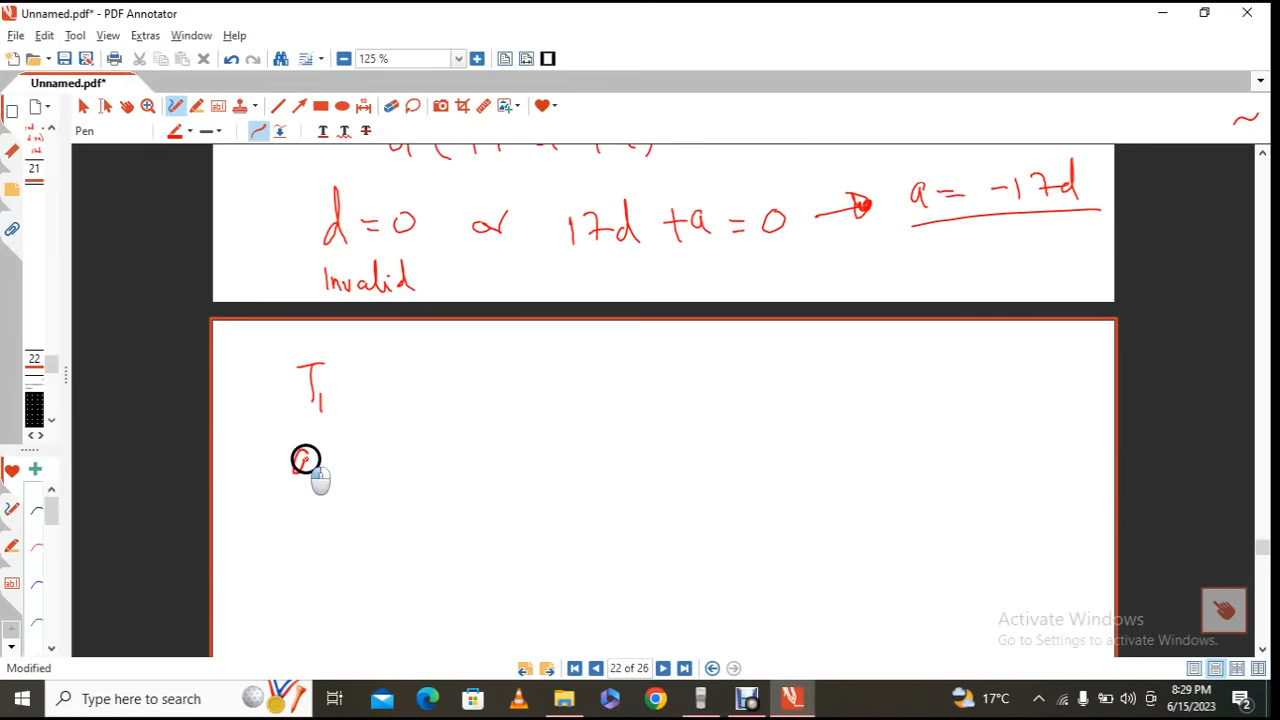 Unnamed.pdf* - PDF Annotator
File Edit Tool View Extras Window Help
125 %
Unnamed.pdf*
Pen
T T T
21
22
d = 0 or 17d + a = 0 → a = -17d
Invalid
T₁
Activate Windows
Go to Settings to activate Windows.
Modified
22 of 26
Type here to search
17°C
8:29 PM
6/15/2023
2